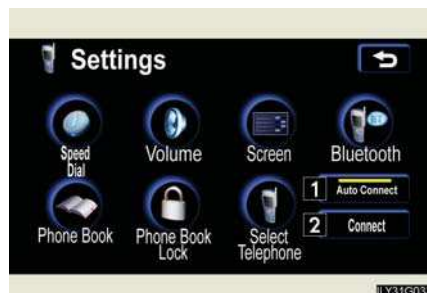 Settings
Speed
Dial
Volume
Screen
Bluetooth
BT
1 Auto Connect
2 Connect
Phone Book
Phone Book
Lock
Select
Telephone
ILY31G03